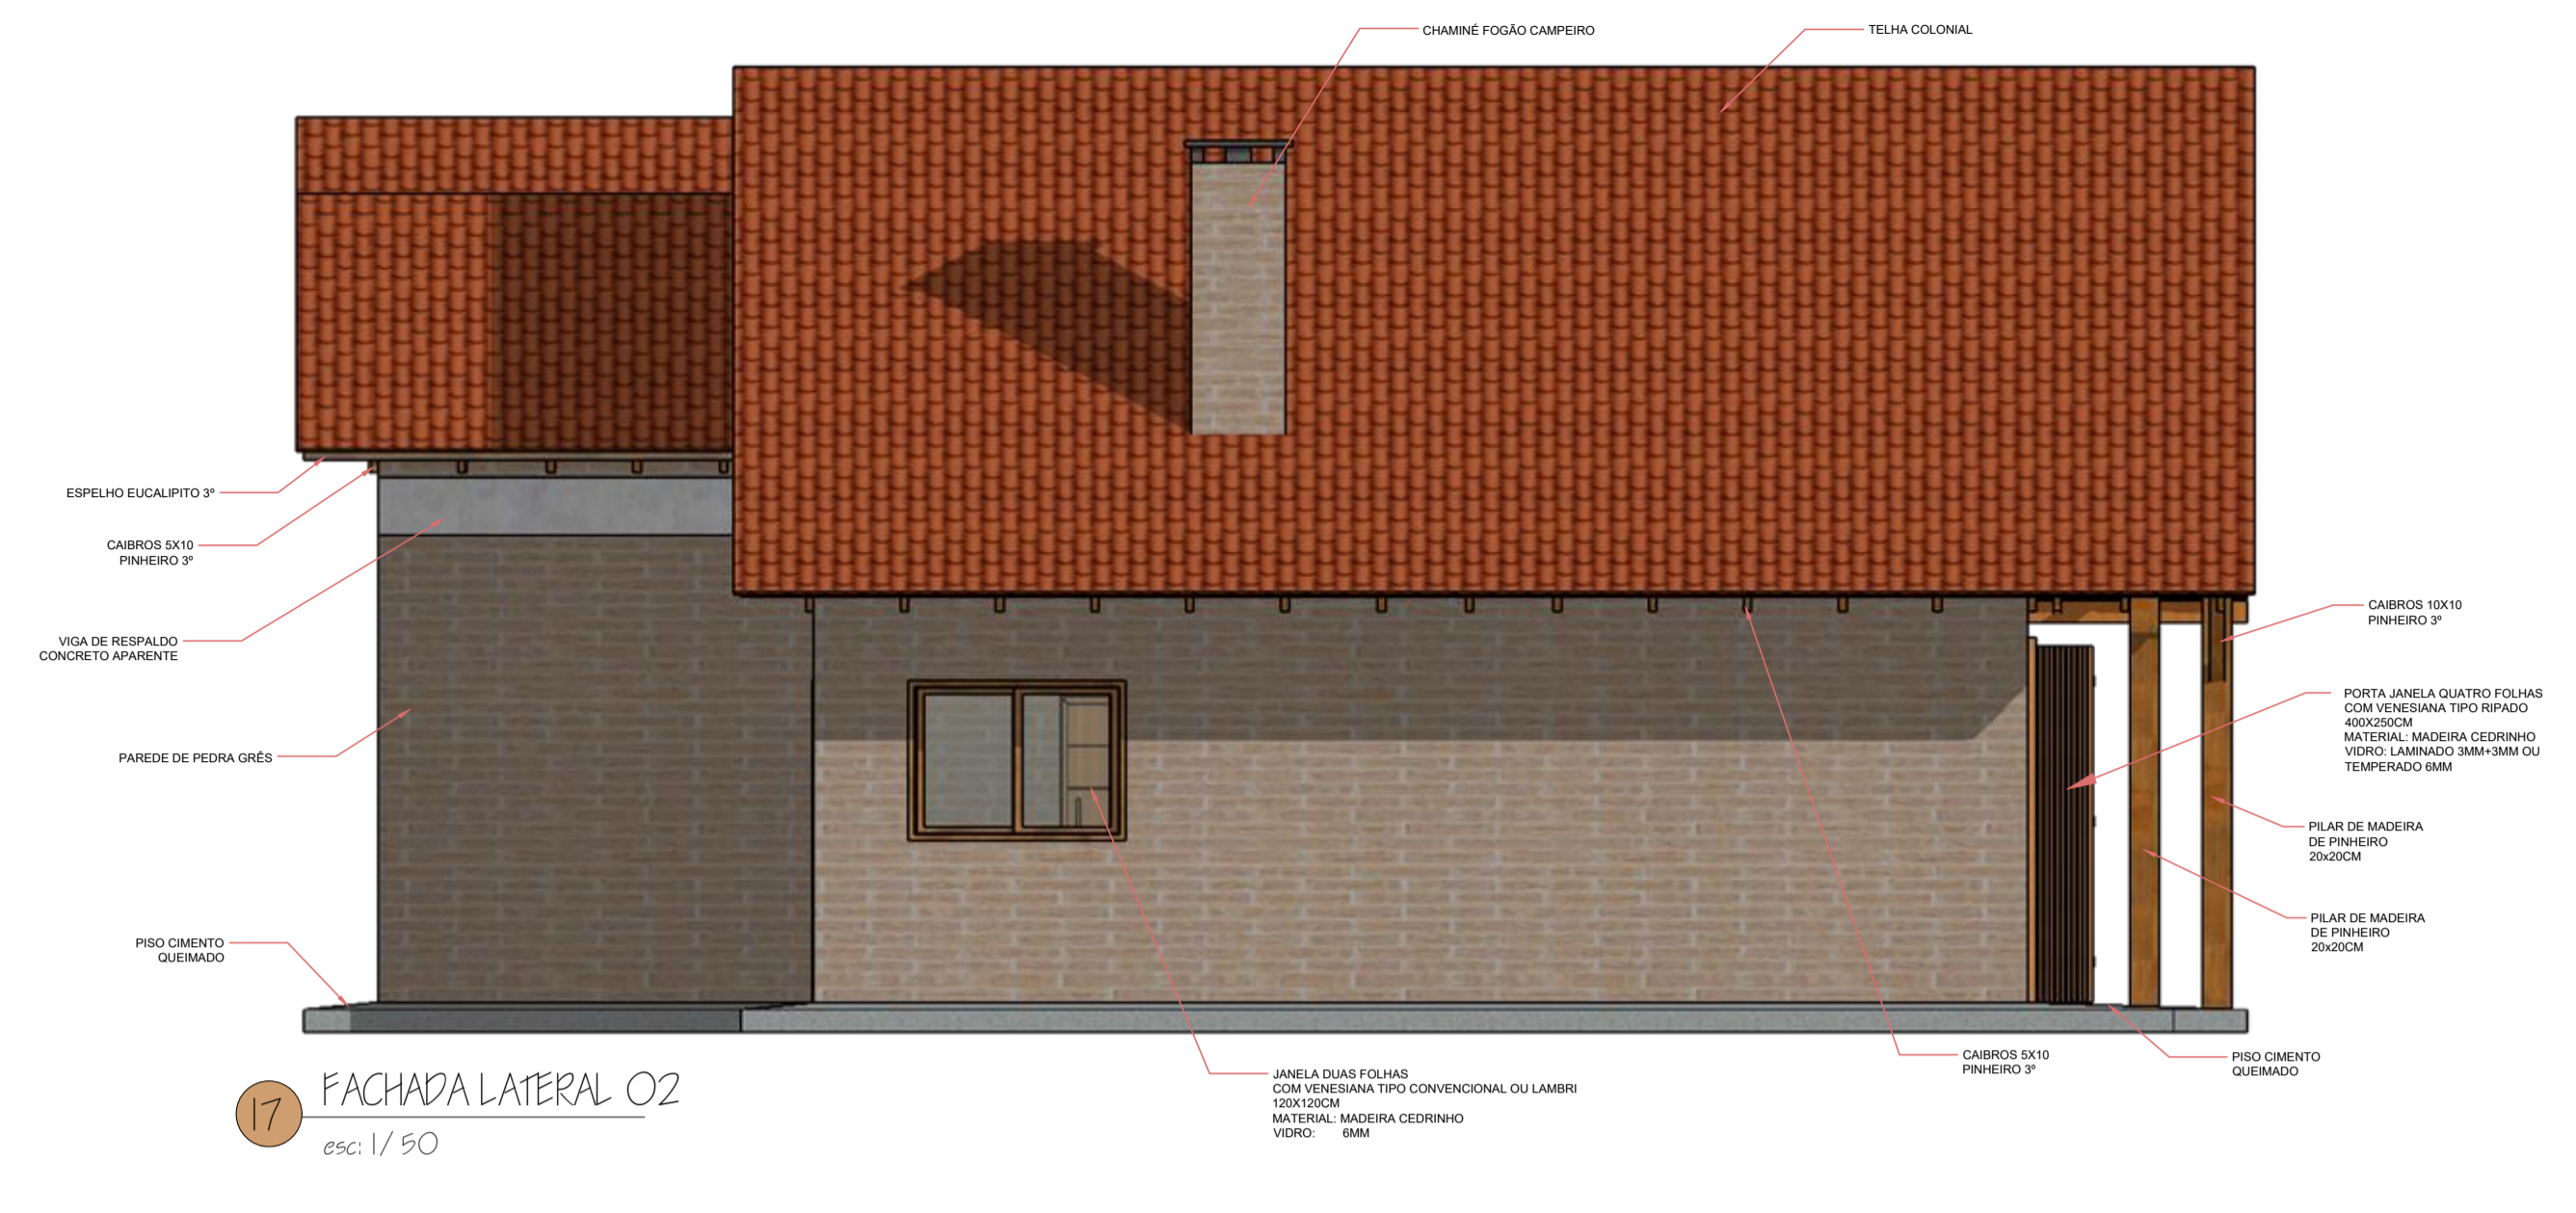 CHAMINÉ FOGÃO CAMPEIRO
TELHA COLONIAL
ESPELHO EUCALIPITO 3º
CAIBROS 5X10
PINHEIRO 3º
VIGA DE RESPALDO
CONCRETO APARENTE
PAREDE DE PEDRA GRÊS
PISO CIMENTO
QUEIMADO
CAIBROS 10X10
PINHEIRO 3º
PORTA JANELA QUATRO FOLHAS
COM VENESIANA TIPO RIPADO
400X250CM
MATERIAL: MADEIRA CEDRINHO
VIDRO: LAMINADO 3MM+3MM OU
TEMPERADO 6MM
PILAR DE MADEIRA
DE PINHEIRO
20x20CM
PILAR DE MADEIRA
DE PINHEIRO
20x20CM
PISO CIMENTO
QUEIMADO
CAIBROS 5X10
PINHEIRO 3º
JANELA DUAS FOLHAS
COM VENESIANA TIPO CONVENCIONAL OU LAMBRI
120X120CM
MATERIAL: MADEIRA CEDRINHO
VIDRO: 6MM
17
FACHADA LATERAL 02
esc: 1/50